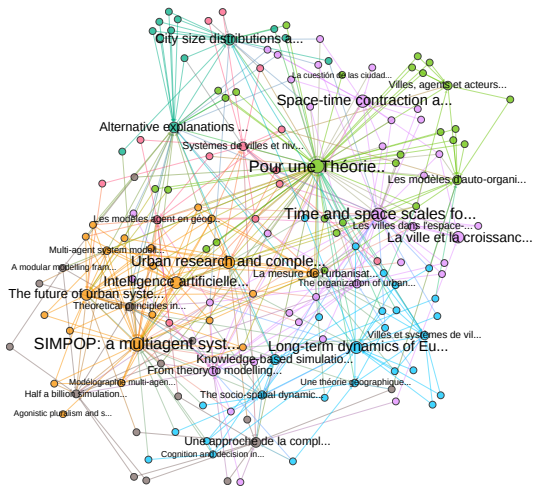 City size distributions a...
La cuestión de las ciudad...
Villes, agents et acteurs...
Space-time contraction a...
Alternative explanations ...
Systèmes de villes et niv...
Pour une Théorie..
Les modèles d'auto-organi...
Les modèles agent en géog...
Time and space scales fo...
Les villes dans l'espace-...
La ville et la croissanc...
Multi-agent system modell...
Urban research and comple...
A modular modelling fram...
La mesure de l'urbanisat...
Intelligence artificielle...
The organization of urban...
The future of urban syste...
Theoretical principles in...
Villes et systèmes de vil...
SIMPOP: a multiagent syst...
Long-term dynamics of Eu...
Knowledge-based simulatio...
From theory to modelling...
Modélographie multi-agen...
Une théorie géographique...
Half a billion simulation...
The socio-spatial dynamic...
Agonistic pluralism and s...
Une approche de la compl...
Cognition and decision in...